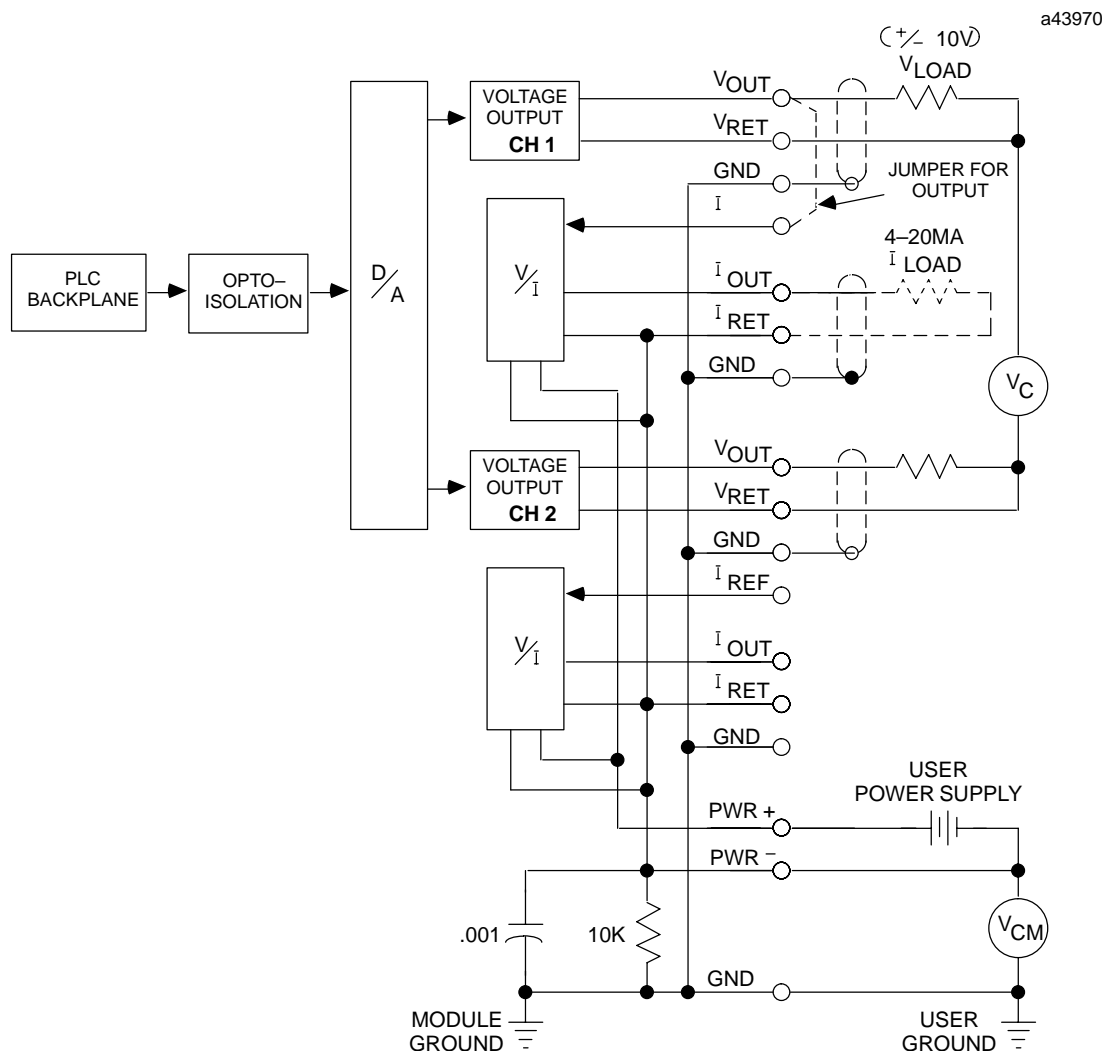 a43970
(+/− 10V)
VLOAD
VOLTAGE
OUTPUT
CH 1
VOUT
VRET
GND
I
JUMPER FOR
OUTPUT
4–20MA
I LOAD
PLC
BACKPLANE
OPTO–
ISOLATION
D/A
V/I
I OUT
I RET
GND
VC
VOLTAGE
OUTPUT
CH 2
VOUT
VRET
GND
I REF
V/I
I OUT
I RET
GND
USER
POWER SUPPLY
PWR +
PWR −
.001
10K
VCM
GND
MODULE
GROUND
USER
GROUND